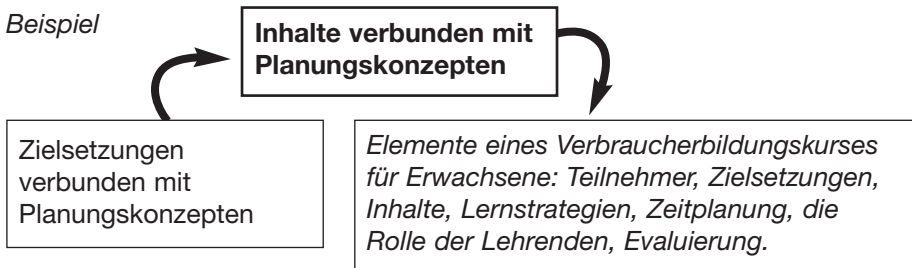 Beispiel
Inhalte verbunden mit
Planungskonzepten
Zielsetzungen
verbunden mit
Planungskonzepten
Elemente eines Verbraucherbildungskurses
für Erwachsene: Teilnehmer, Zielsetzungen,
Inhalte, Lernstrategien, Zeitplanung, die
Rolle der Lehrenden, Evaluierung.